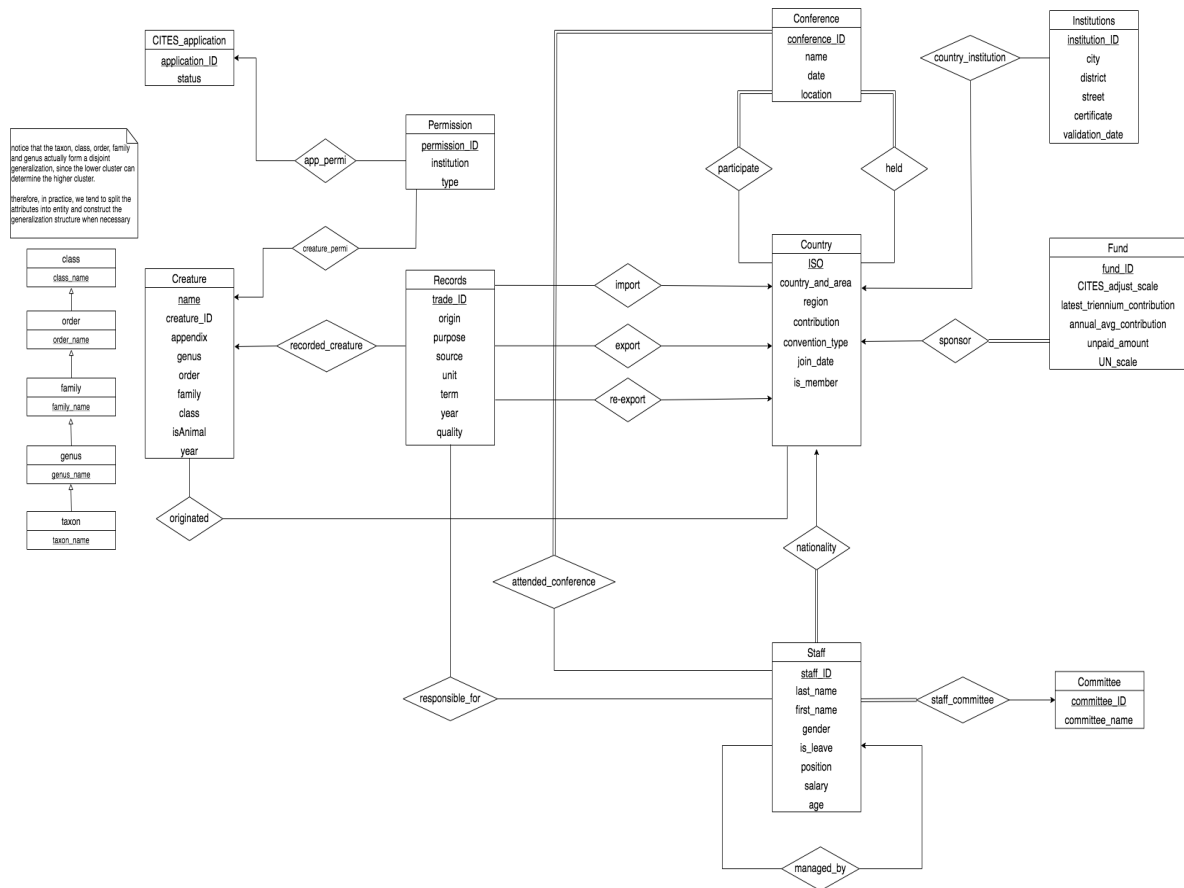 CITES_application
application_ID
status
Conference
conference_ID
name
date
location
Institutions
institution_ID
city
district
street
certificate
validation_date
country_institution
notice that the taxon, class, order, family
and genus actually form a disjoint
generalization, since the lower cluster can
determine the higher cluster.
therefore, in practice, we tend to split the
attributes into entity and construct the
generalization structure when necessary
app_permi
Permission
permission_ID
institution
type
participate
held
creature_permi
class
class_name
order
order_name
family
family_name
genus
genus_name
taxon
taxon_name
Creature
name
creature_ID
appendix
genus
order
family
class
isAnimal
year
recorded_creature
Records
trade_ID
origin
purpose
source
unit
term
year
quality
import
export
re-export
Country
ISO
country_and_area
region
contribution
convention_type
join_date
is_member
sponsor
Fund
fund_ID
CITES_adjust_scale
latest_triennium_contribution
annual_avg_contribution
unpaid_amount
UN_scale
originated
nationality
attended_conference
responsible_for
Staff
staff_ID
last_name
first_name
gender
is_leave
position
salary
age
staff_committee
Committee
committee_ID
committee_name
managed_by